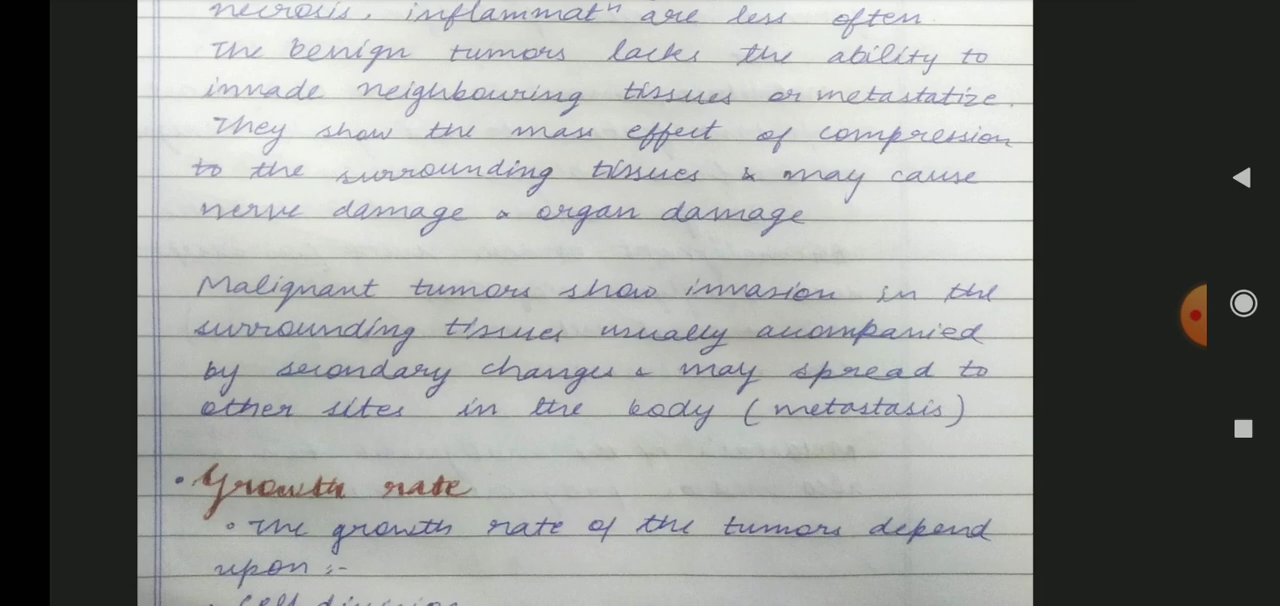 necrosis, inflammatⁿ are less often
The benign tumors lacks the ability to
invade neighbouring tissues or metastatize.
They show the mass effect of compression
to the surrounding tissues & may cause
nerve damage & organ damage
Malignant tumors show invasion in the
surrounding tissues usually accompanied
by secondary changes & may spread to
other sites in the body (metastasis)
• Growth rate
• The growth rate of the tumors depend
upon :-
• Cell division